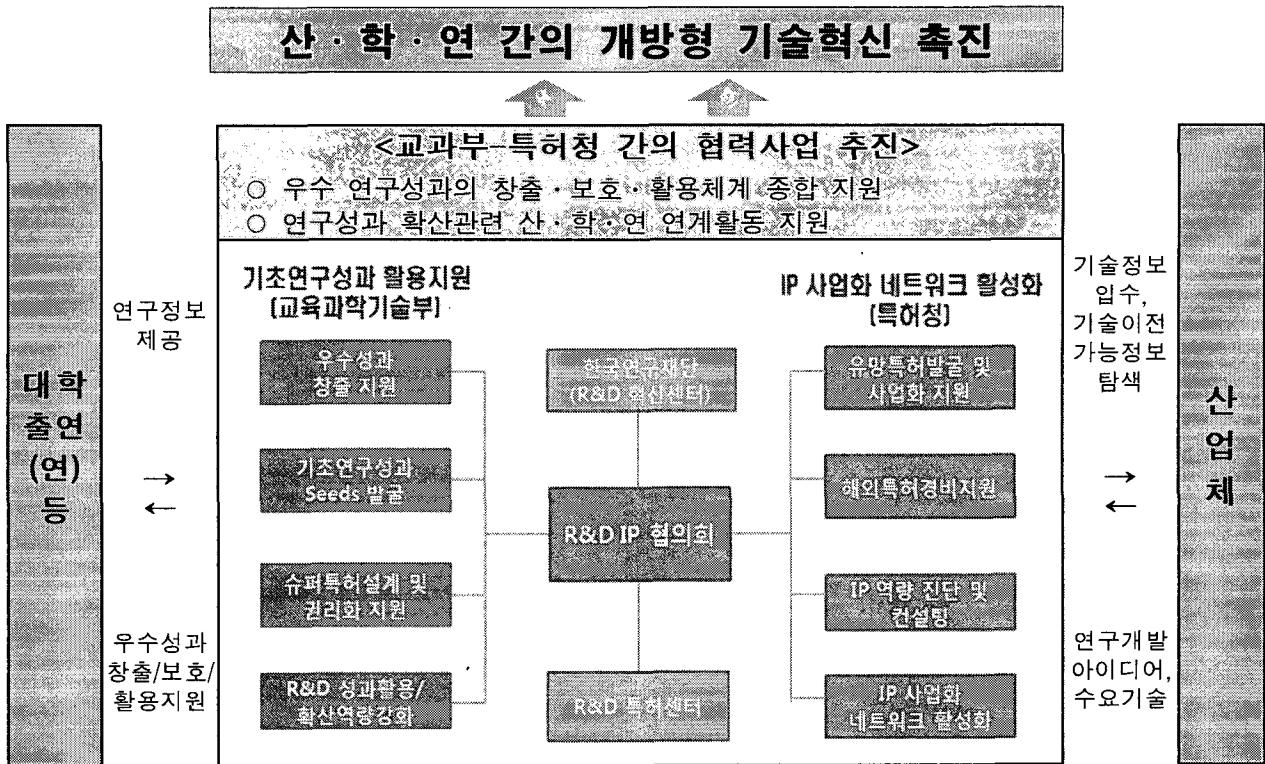 산·학·연 간의 개방형 기술혁신 촉진
<교과부-특허청 간의 협력사업 추진>
○ 우수 연구성과의 창출·보호·활용체계 종합 지원
○ 연구성과 확산관련 산·학·연 연계활동 지원
대학
출연
(연)
등
연구정보
제공
→
←
우수성과
창출/보호/
활용지원
기초연구성과 활용지원
(교육과학기술부)
우수성과
창출 지원
기초연구성과
Seeds 발굴
슈퍼특허설계 및
권리화 지원
R&D 성과활용/
확산역량강화
한국연구재단
(R&D 혁신센터)
R&D IP 협의회
R&D 특허센터
IP 사업화 네트워크 활성화
(특허청)
유망특허발굴 및
사업화 지원
해외특허경비지원
IP 역량 진단 및
컨설팅
IP 사업화
네트워크 활성화
기술정보
입수,
기술이전
가능정보
탐색
→
←
연구개발
아이디어,
수요기술
산
업
체